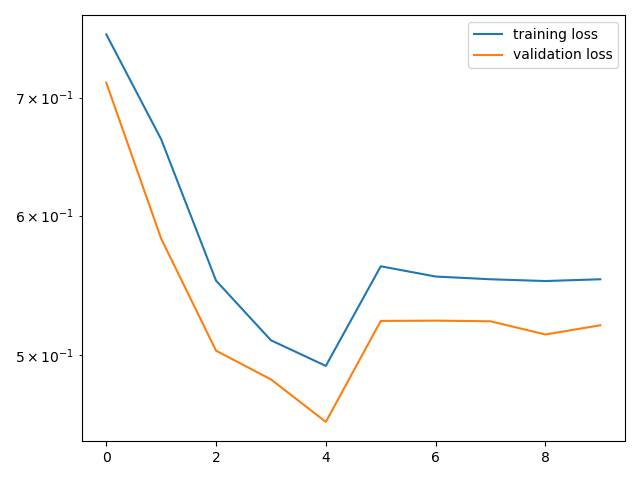 training loss
validation loss
7 × 10⁻¹
6 × 10⁻¹
5 × 10⁻¹
0 2 4 6 8